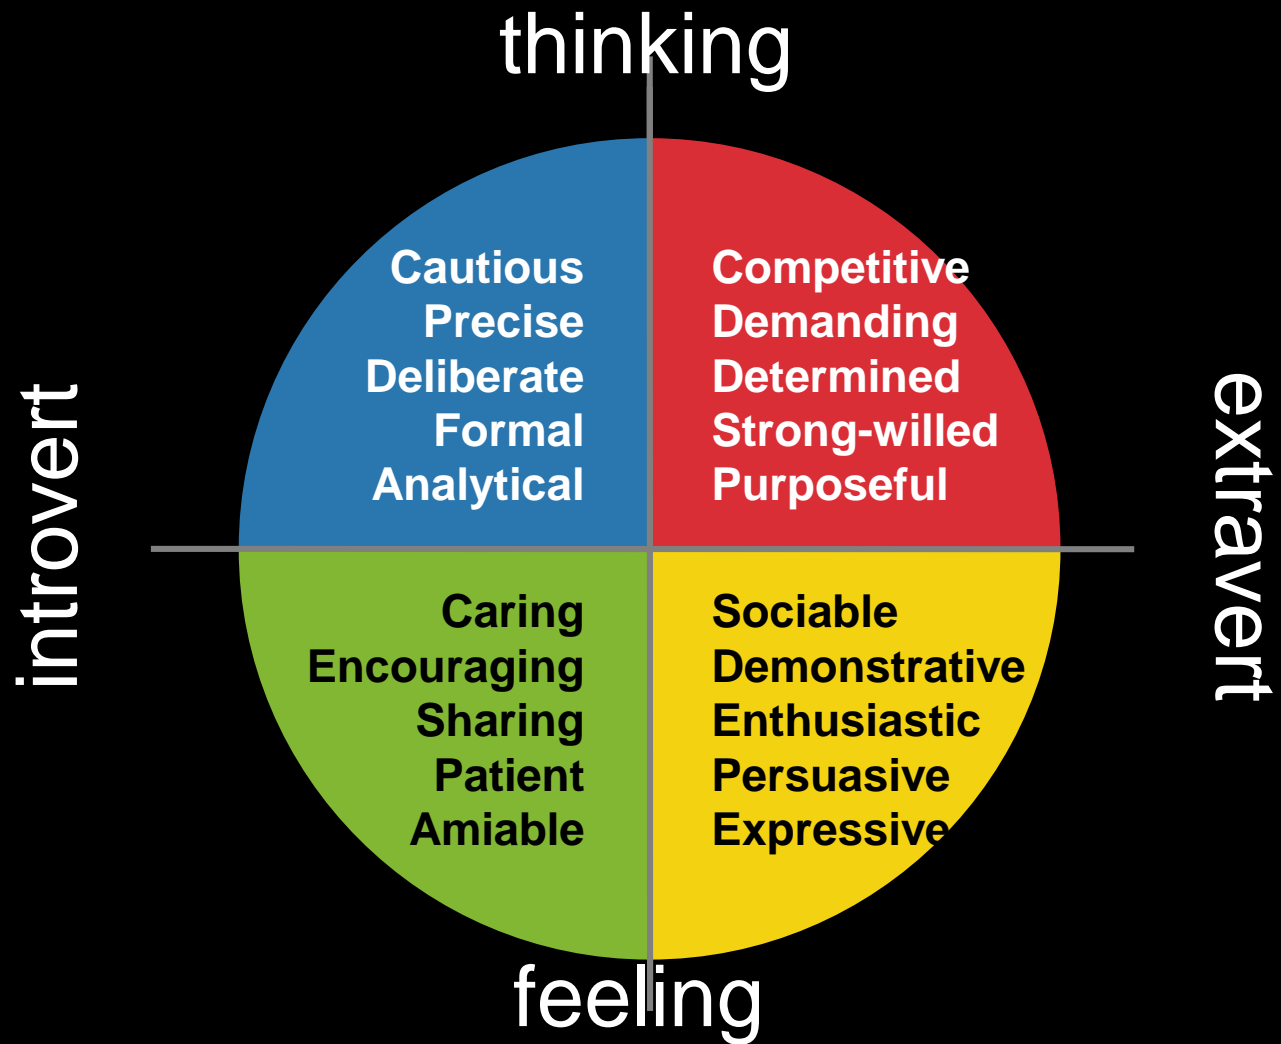 thinking
introvert
Cautious
Precise
Deliberate
Formal
Analytical
Competitive
Demanding
Determined
Strong-willed
Purposeful
extravert
Caring
Encouraging
Sharing
Patient
Amiable
Sociable
Demonstrative
Enthusiastic
Persuasive
Expressive
feeling